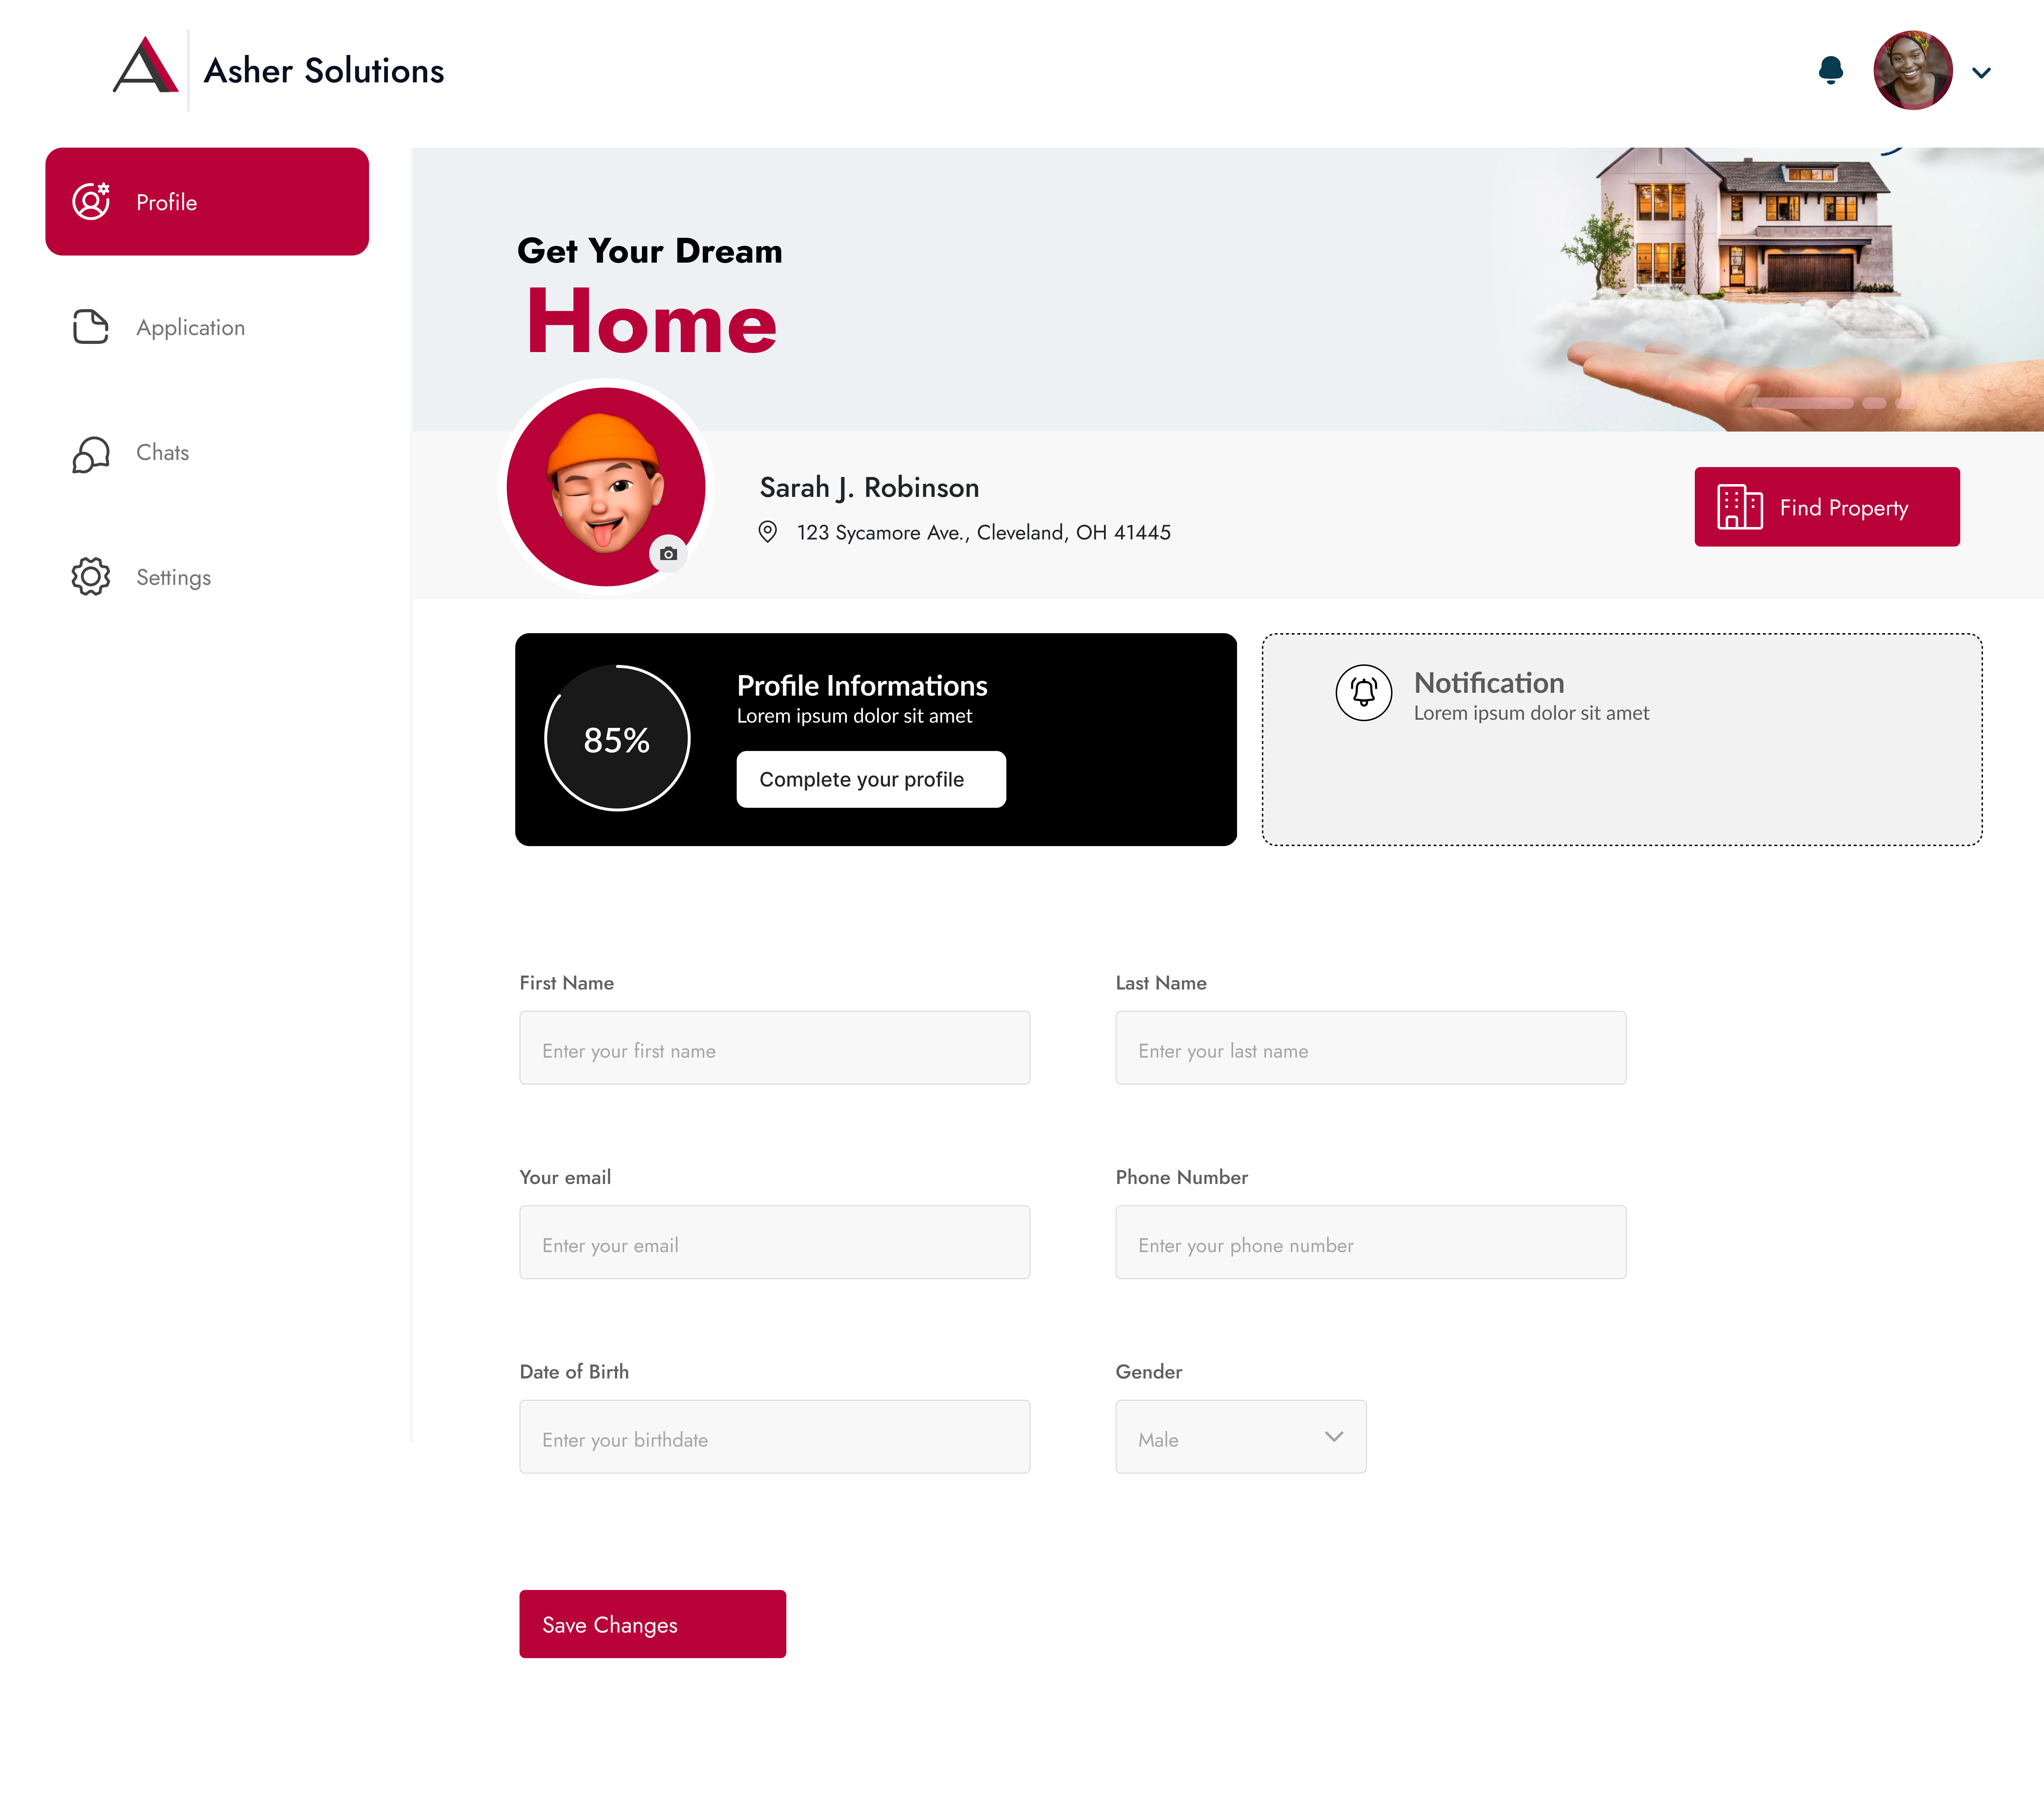 Asher Solutions
Profile
Application
Chats
Settings
Get Your Dream
Home
Sarah J. Robinson
123 Sycamore Ave., Cleveland, OH 41445
Find Property
85%
Profile Informations
Lorem ipsum dolor sit amet
Complete your profile
Notification
Lorem ipsum dolor sit amet
First Name
Last Name
Enter your first name
Enter your last name
Your email
Phone Number
Enter your email
Enter your phone number
Date of Birth
Gender
Enter your birthdate
Male
Save Changes